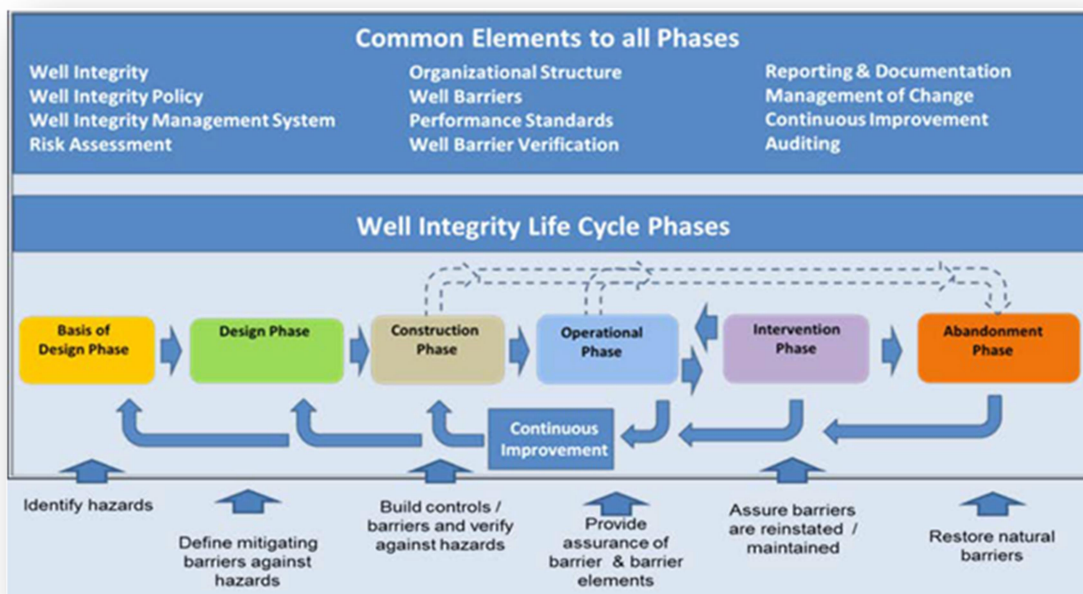 Common Elements to all Phases
Well Integrity
Well Integrity Policy
Well Integrity Management System
Risk Assessment
Organizational Structure
Well Barriers
Performance Standards
Well Barrier Verification
Reporting & Documentation
Management of Change
Continuous Improvement
Auditing
Well Integrity Life Cycle Phases
Basis of
Design Phase
Design Phase
Construction
Phase
Operational
Phase
Intervention
Phase
Abandonment
Phase
Continuous
Improvement
Identify hazards
Define mitigating
barriers against
hazards
Build controls /
barriers and verify
against hazards
Provide
assurance of
barrier & barrier
elements
Assure barriers
are reinstated /
maintained
Restore natural
barriers